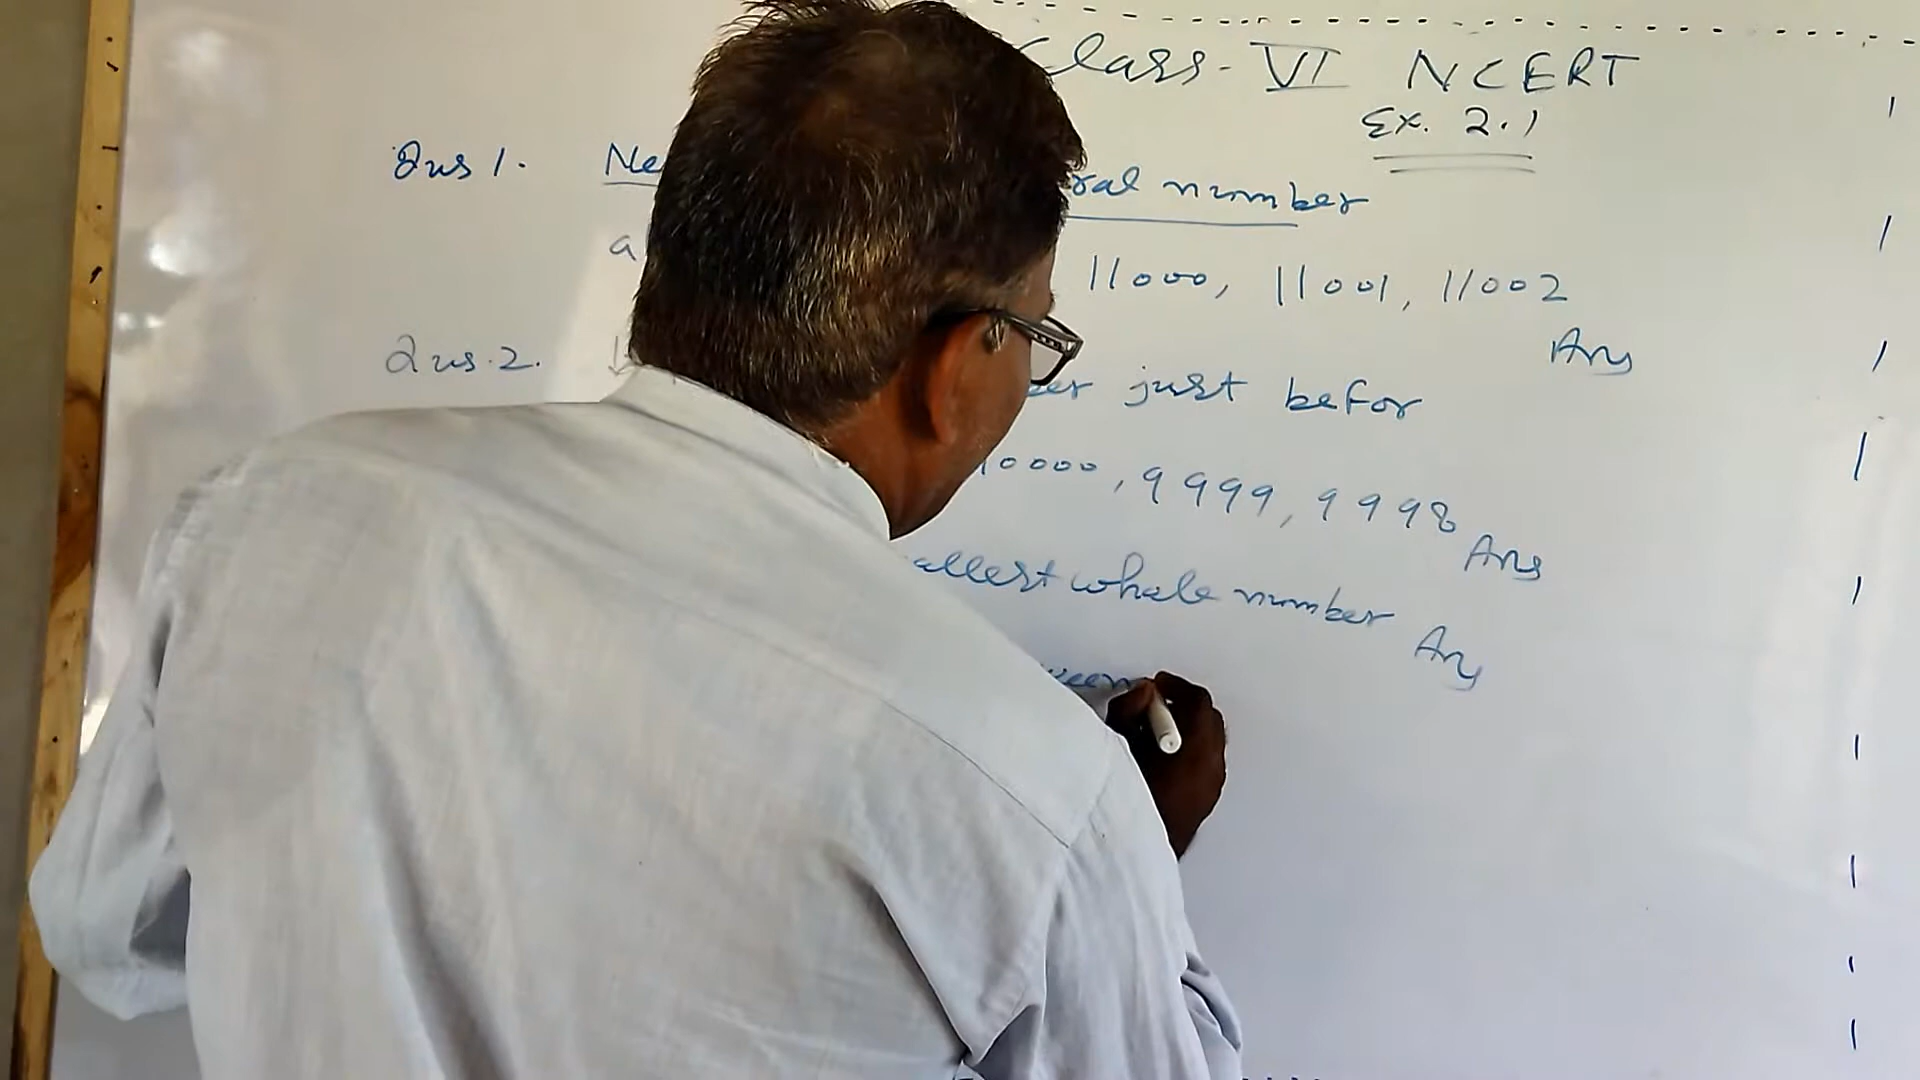 Class-VI NCERT
Ex. 2.1
Qus 1. Ne ral number
a 11000, 11001, 11002
Ans
Qus.2. just befor
10000, 9999, 9998
Ans
allest whole number
Ans
ween